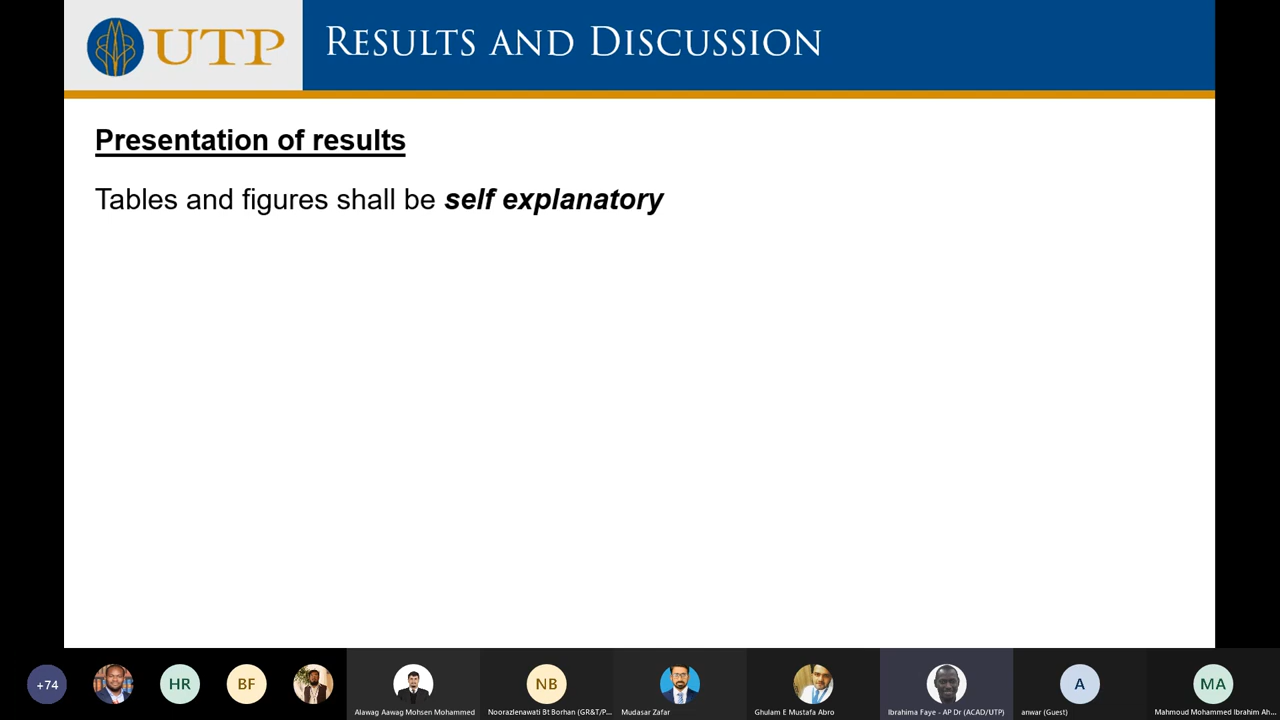 UTP
RESULTS AND DISCUSSION
Presentation of results
Tables and figures shall be self explanatory
+74
HR
BF
NB
A
MA
Alawag Aawag Mohsen Mohammed
Noorazlenawati Bt Borhan (GR&T/P...
Mudasar Zafar
Ghulam E Mustafa Abro
Ibrahima Faye - AP Dr (ACAD/UTP)
anwar (Guest)
Mahmoud Mohammed Ibrahim Ah...